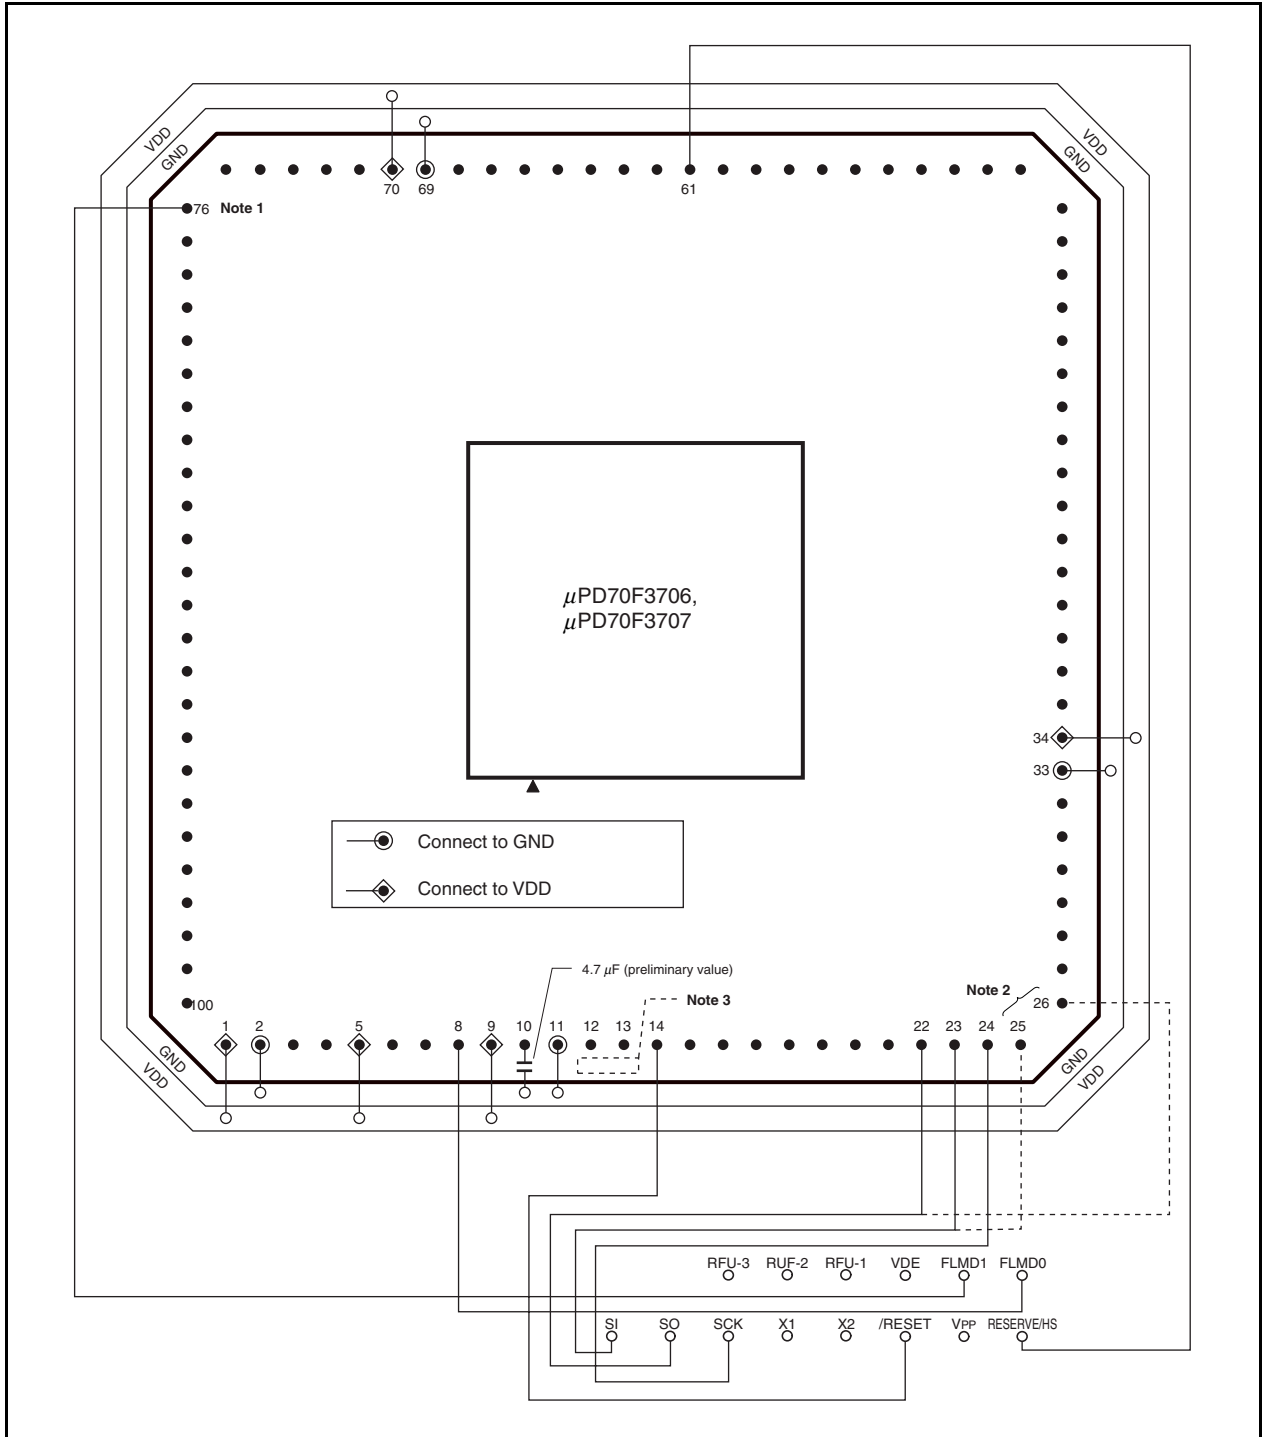 VDD
GND
VDD
GND
70
69
61
76 Note 1
μPD70F3706,
μPD70F3707
34
33
Connect to GND
Connect to VDD
4.7 μF (preliminary value)
Note 3
Note 2
26
100
1 2 5 8 9 10 11 12 13 14 22 23 24 25
GND
VDD
GND
VDD
RFU-3 RUF-2 RFU-1 VDE FLMD1 FLMD0
SI SO SCK X1 X2 /RESET VPP RESERVE/HS